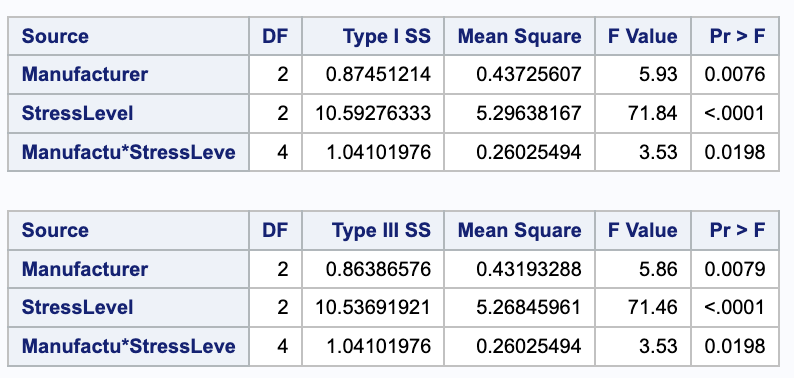 Source DF Type I SS Mean Square F Value Pr > F
Manufacturer 2 0.87451214 0.43725607 5.93 0.0076
StressLevel 2 10.59276333 5.29638167 71.84 <.0001
Manufactu*StressLeve 4 1.04101976 0.26025494 3.53 0.0198
Source DF Type III SS Mean Square F Value Pr > F
Manufacturer 2 0.86386576 0.43193288 5.86 0.0079
StressLevel 2 10.53691921 5.26845961 71.46 <.0001
Manufactu*StressLeve 4 1.04101976 0.26025494 3.53 0.0198